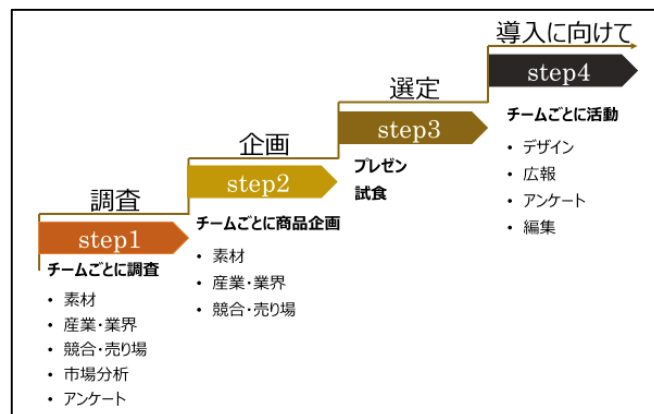 調査
step1
チームごとに調査
• 素材
• 産業・業界
• 競合・売り場
• 市場分析
• アンケート
企画
step2
チームごとに商品企画
• 素材
• 産業・業界
• 競合・売り場
選定
step3
プレゼン
試食
導入に向けて
step4
チームごとに活動
• デザイン
• 広報
• アンケート
• 編集